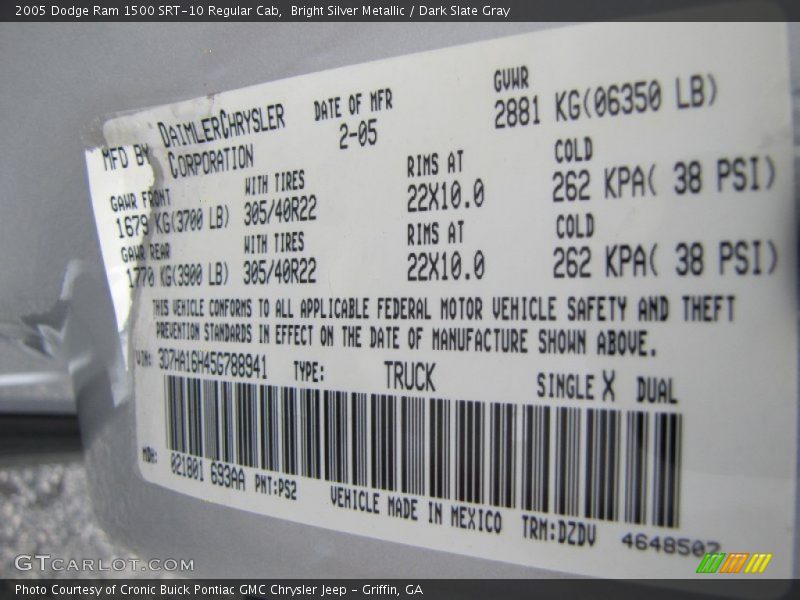 2005 Dodge Ram 1500 SRT-10 Regular Cab, Bright Silver Metallic / Dark Slate Gray
MFD BY DAIMLERCHRYSLER CORPORATION
DATE OF MFR
2-05
GVWR
2881 KG(06350 LB)
GAWR FRONT
1679 KG(3700 LB)
WITH TIRES
305/40R22
RIMS AT
22X10.0
COLD
262 KPA( 38 PSI)
GAWR REAR
1770 KG(3900 LB)
WITH TIRES
305/40R22
RIMS AT
22X10.0
COLD
262 KPA( 38 PSI)
THIS VEHICLE CONFORMS TO ALL APPLICABLE FEDERAL MOTOR VEHICLE SAFETY AND THEFT
PREVENTION STANDARDS IN EFFECT ON THE DATE OF MANUFACTURE SHOWN ABOVE.
VIN: 3D7HA16H45G788941 TYPE: TRUCK SINGLE X DUAL
MDH: 021801 693AA PNT:PS2 VEHICLE MADE IN MEXICO TRM:DZDV 4648502
GTCARLOT.COM
Photo Courtesy of Cronic Buick Pontiac GMC Chrysler Jeep - Griffin, GA